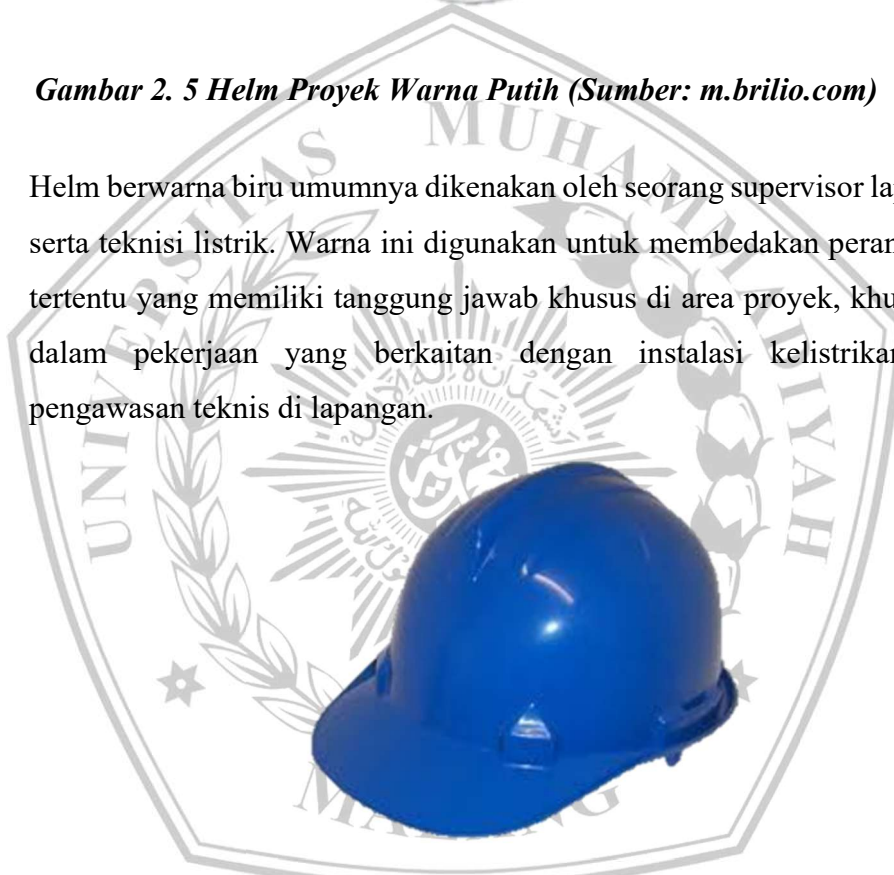 Gambar 2. 5 Helm Proyek Warna Putih (Sumber: m.brilio.com)
Helm berwarna biru umumnya dikenakan oleh seorang supervisor la
serta teknisi listrik. Warna ini digunakan untuk membedakan peran
tertentu yang memiliki tanggung jawab khusus di area proyek, khu
dalam pekerjaan yang berkaitan dengan instalasi kelistrikan
pengawasan teknis di lapangan.
UNIVERSITAS MUHAMMADIYAH